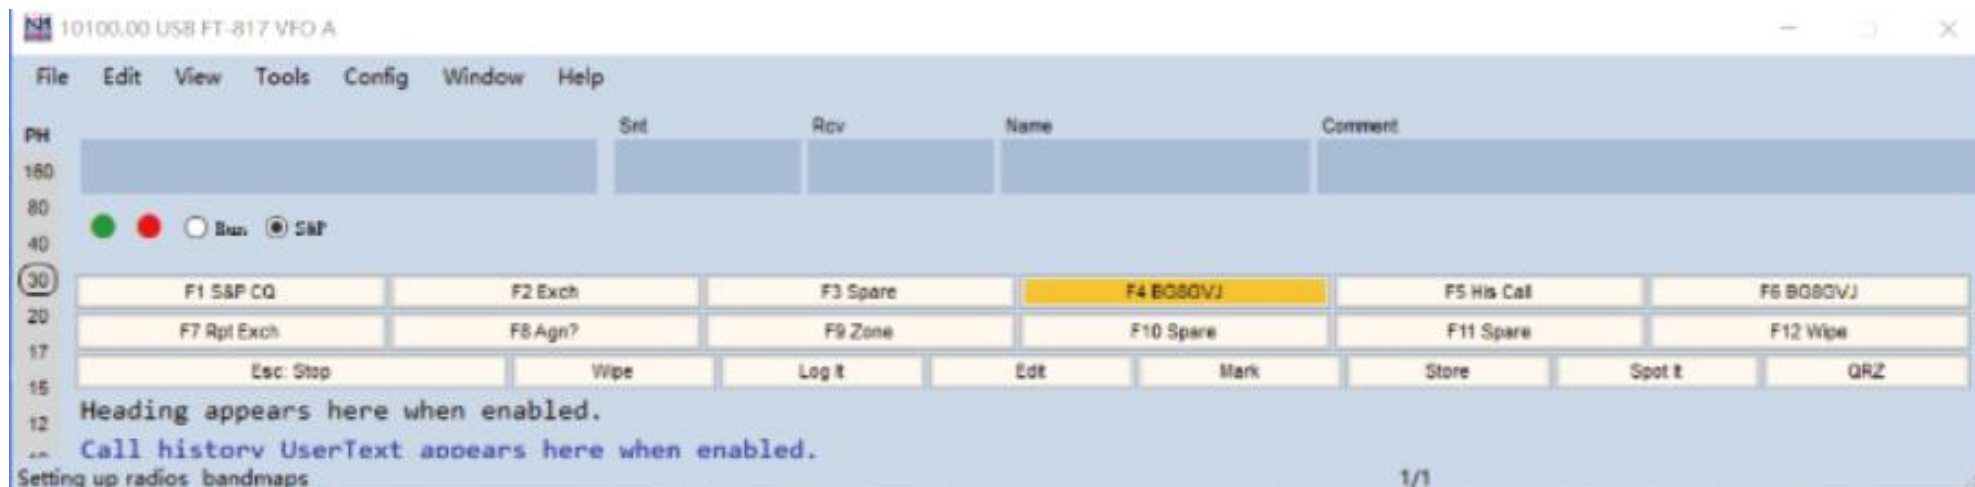 10100.00 USB FT-817 VFO A
File Edit View Tools Config Window Help
PH Snt Rcv Name Comment
160
80
Run S&P
40
30 F1 S&P CQ F2 Exch F3 Spare F4 BG8GVJ F5 His Call F6 BG8GVJ
20 F7 Rpt Exch F8 Agn? F9 Zone F10 Spare F11 Spare F12 Wipe
17
15 Esc: Stop Wipe Log It Edit Mark Store Spot It QRZ
12 Heading appears here when enabled.
Call history UserText appears here when enabled.
Setting up radios bandmaps 1/1